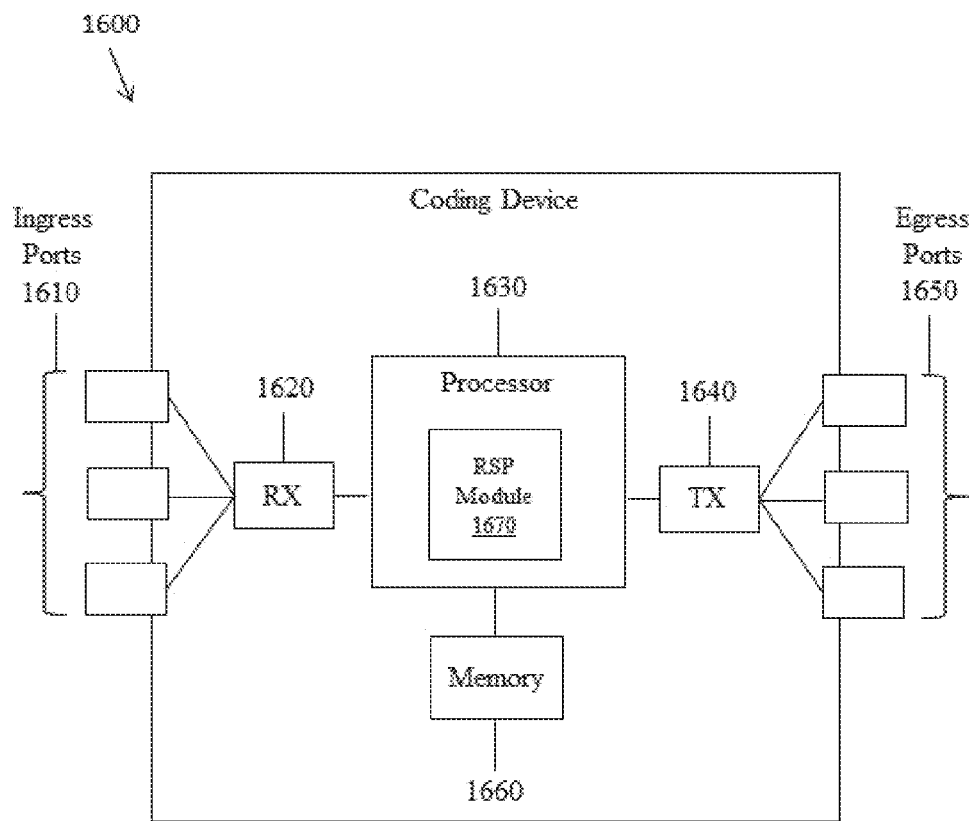 1600
Coding Device
Ingress
Ports
1610
Egress
Ports
1650
1630
Processor
1620
RX
RSP
Module
1670
1640
TX
Memory
1660